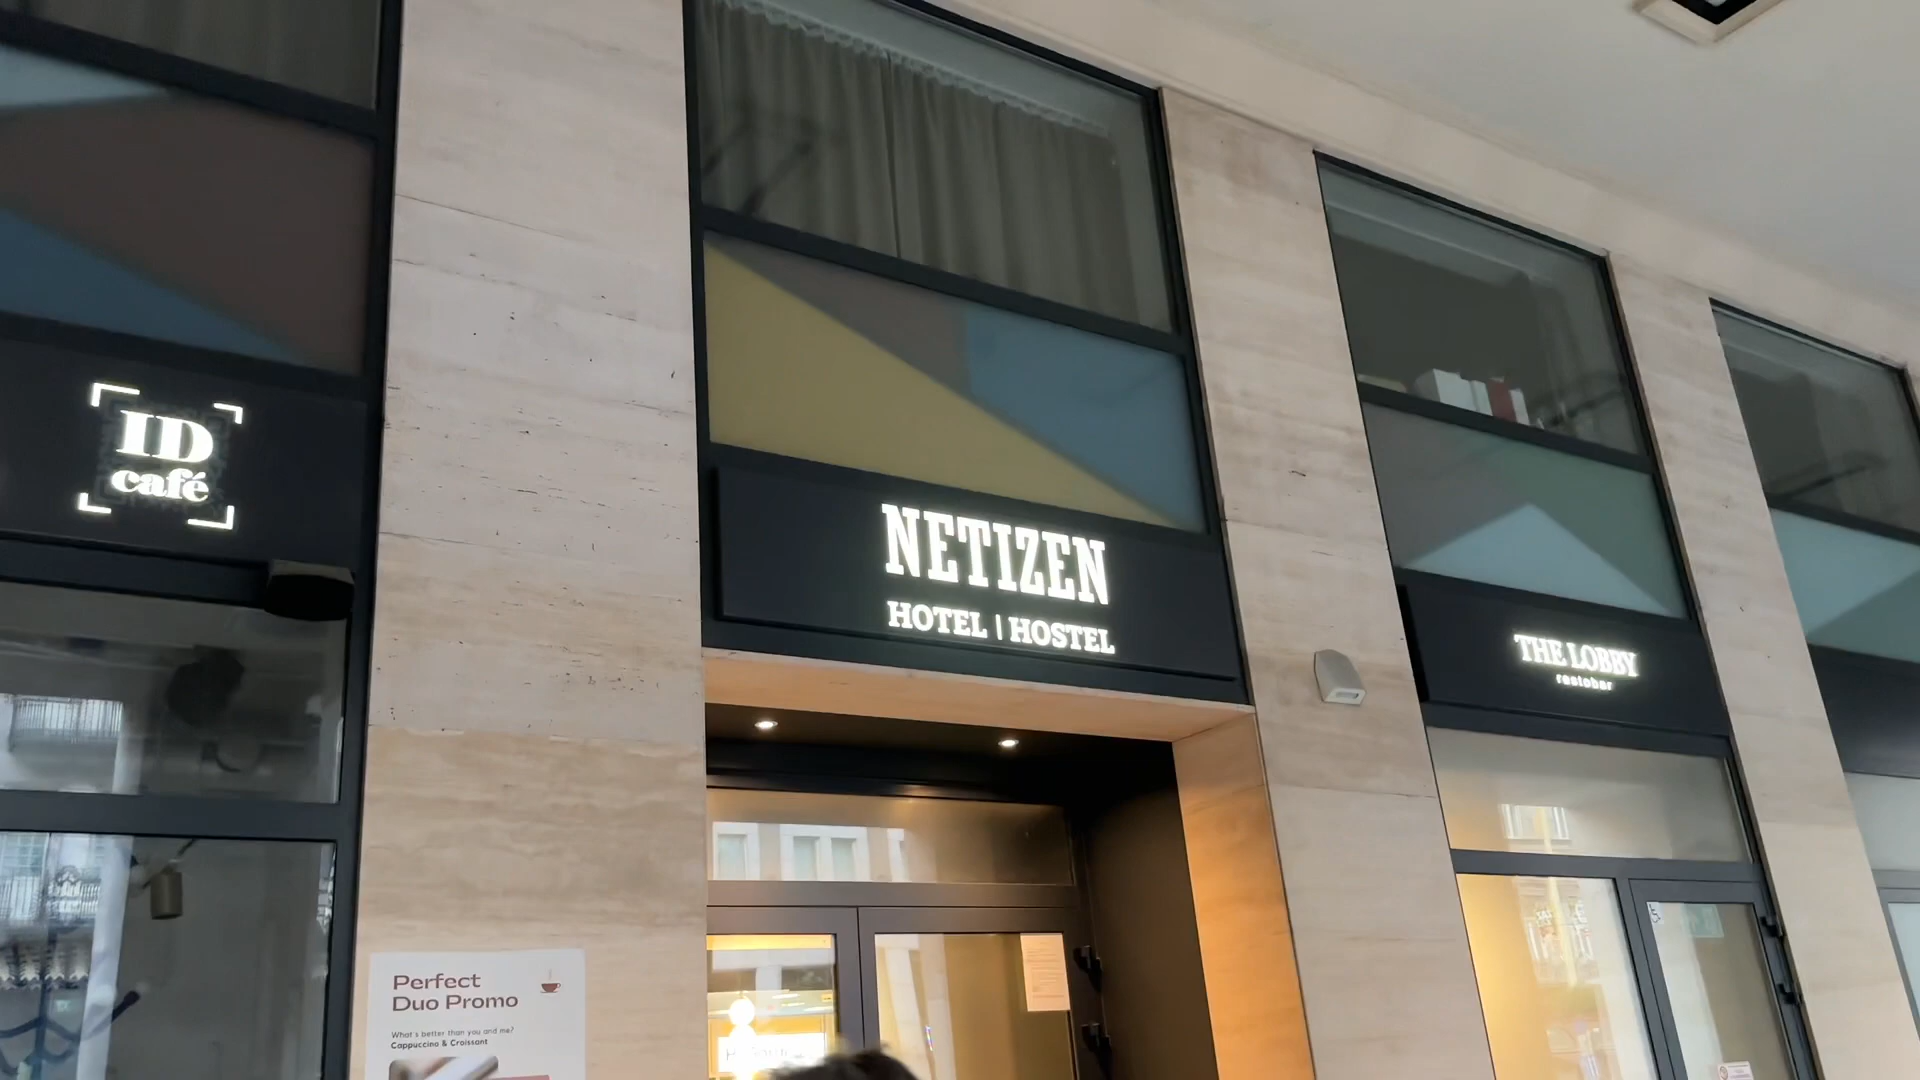 ID
café
NETIZEN
HOTEL | HOSTEL
THE LOBBY
restobar
Perfect
Duo Promo
What's better than you and me?
Cappuccino & Croissant